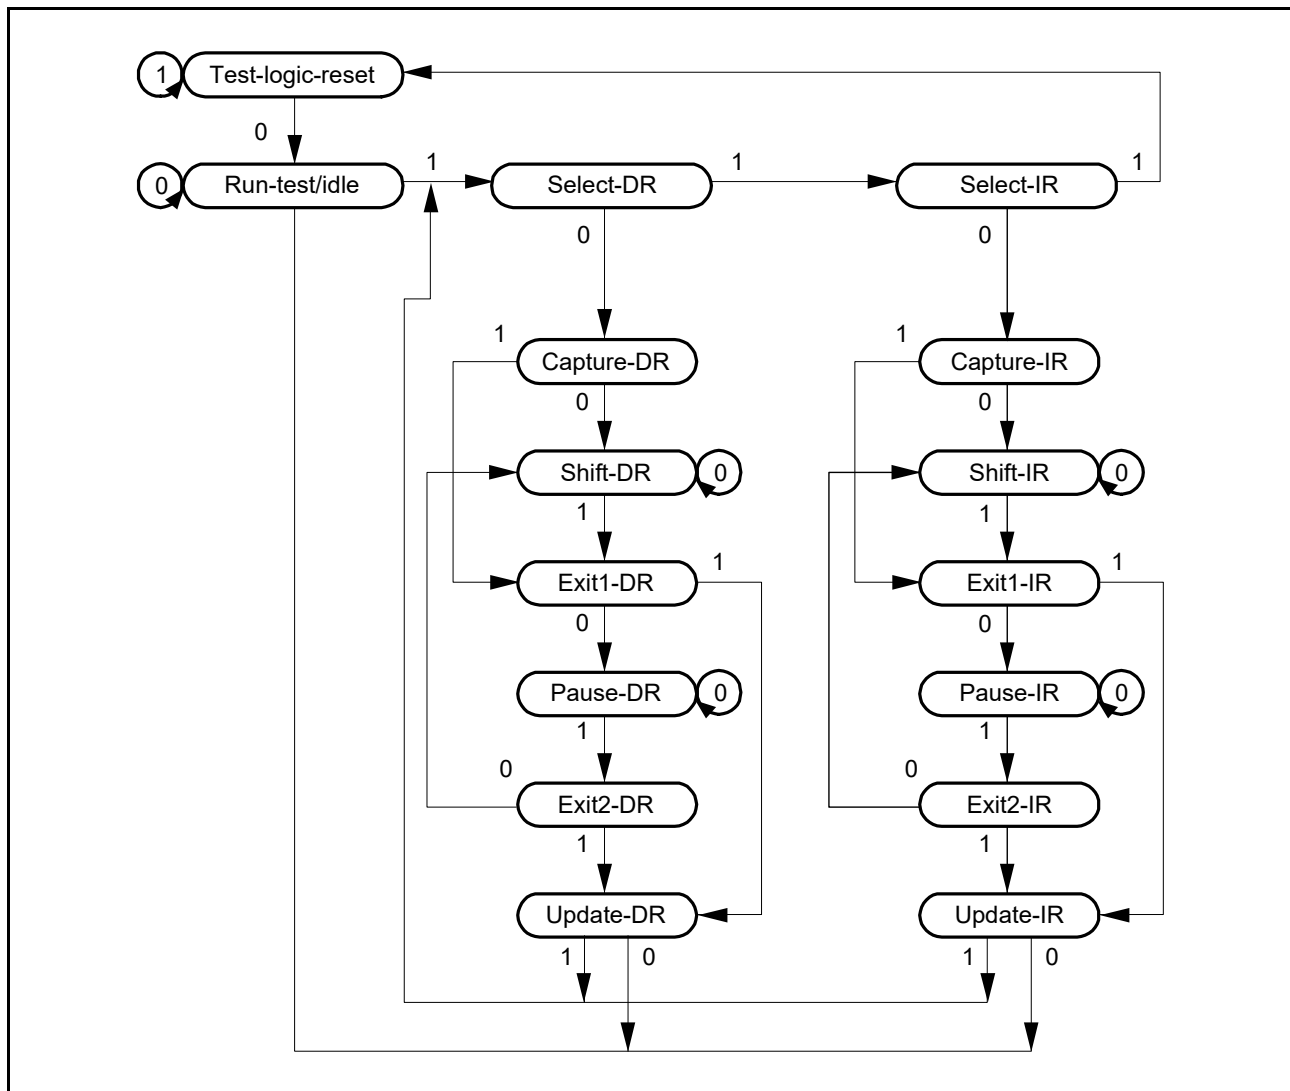 1 Test-logic-reset
0
0 Run-test/idle 1 Select-DR 1 Select-IR 1
0 0
1 1
Capture-DR Capture-IR
0 0
Shift-DR 0 Shift-IR 0
1 1
Exit1-DR 1 Exit1-IR 1
0 0
Pause-DR 0 Pause-IR 0
1 1
0 0
Exit2-DR Exit2-IR
1 1
Update-DR Update-IR
1 0 1 0